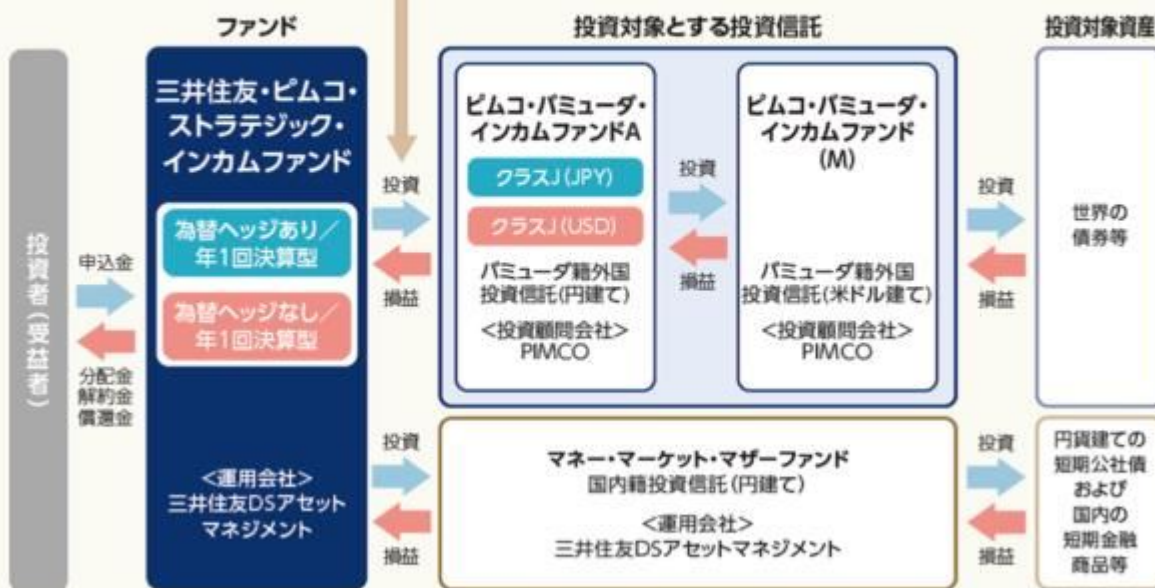 ファンド
投資対象とする投資信託
投資対象資産
投資者(受益者)
申込金
分配金
解約金
償還金
三井住友・ピムコ・
ストラテジック・
インカムファンド
為替ヘッジあり/
年1回決算型
為替ヘッジなし/
年1回決算型
<運用会社>
三井住友DSアセット
マネジメント
投資
損益
ピムコ・バミューダ・
インカムファンドA
クラスJ(JPY)
クラスJ(USD)
バミューダ籍外国
投資信託(円建て)
<投資顧問会社>
PIMCO
投資
損益
ピムコ・バミューダ・
インカムファンド
(M)
バミューダ籍外国
投資信託(米ドル建て)
<投資顧問会社>
PIMCO
投資
損益
世界の
債券等
投資
損益
マネー・マーケット・マザーファンド
国内籍投資信託(円建て)
<運用会社>
三井住友DSアセットマネジメント
投資
損益
円貨建ての
短期公社債
および
国内の
短期金融
商品等